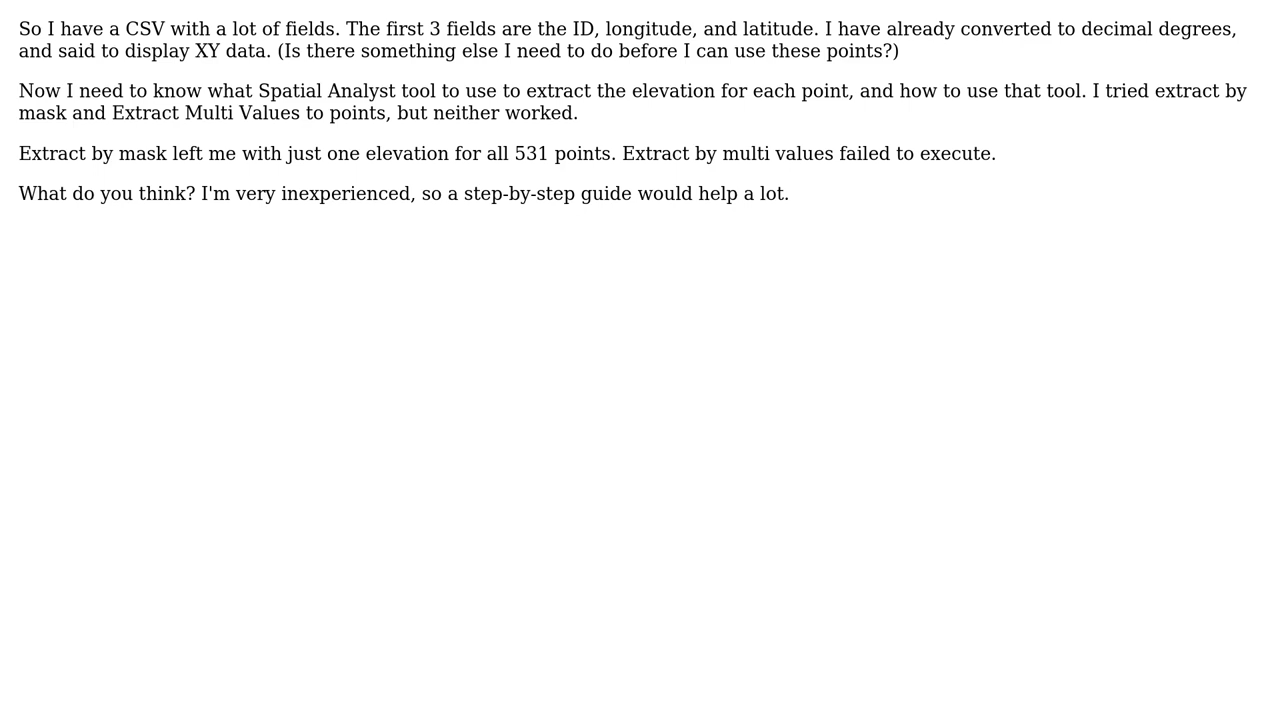 So I have a CSV with a lot of fields. The first 3 fields are the ID, longitude, and latitude. I have already converted to decimal degrees,
and said to display XY data. (Is there something else I need to do before I can use these points?)
Now I need to know what Spatial Analyst tool to use to extract the elevation for each point, and how to use that tool. I tried extract by
mask and Extract Multi Values to points, but neither worked.
Extract by mask left me with just one elevation for all 531 points. Extract by multi values failed to execute.
What do you think? I'm very inexperienced, so a step-by-step guide would help a lot.